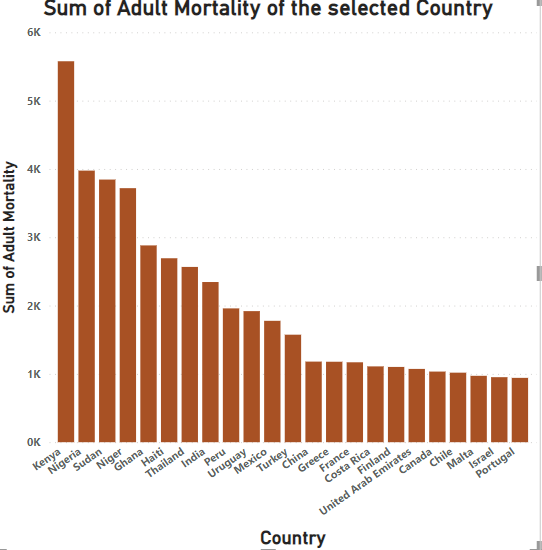 Sum of Adult Mortality of the selected Country
6K
5K
4K
3K
2K
1K
0K
Sum of Adult Mortality
Kenya
Nigeria
Sudan
Niger
Ghana
Haiti
Thailand
India
Peru
Uruguay
Mexico
Turkey
China
Greece
France
Costa Rica
Finland
United Arab Emirates
Canada
Chile
Malta
Israel
Portugal
Country